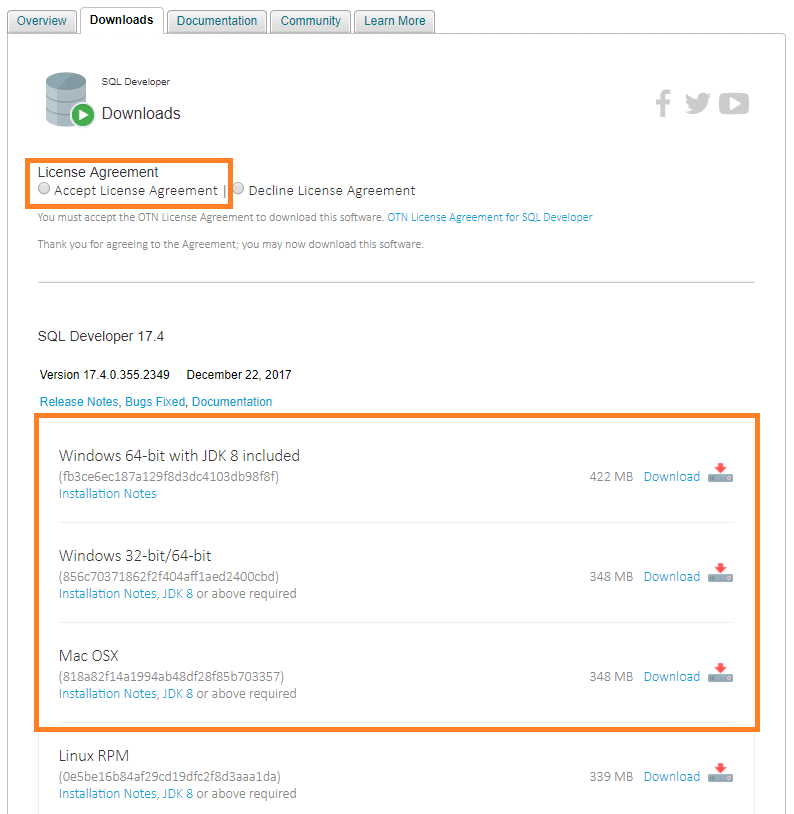 Overview Downloads Documentation Community Learn More
SQL Developer
Downloads
License Agreement
Accept License Agreement | Decline License Agreement
You must accept the OTN License Agreement to download this software. OTN License Agreement for SQL Developer
Thank you for agreeing to the Agreement; you may now download this software.
SQL Developer 17.4
Version 17.4.0.355.2349 December 22, 2017
Release Notes, Bugs Fixed, Documentation
Windows 64-bit with JDK 8 included
(fb3ce6ec187a129f8d3dc4103db98f8f)
422 MB Download
Installation Notes
Windows 32-bit/64-bit
(856c70371862f2f404aff1aed2400cbd)
348 MB Download
Installation Notes, JDK 8 or above required
Mac OSX
(818a82f14a1994ab48df28f85b703357)
348 MB Download
Installation Notes, JDK 8 or above required
Linux RPM
(0e5be16b84af29cd19dfc2f8d3aaa1da)
339 MB Download
Installation Notes, JDK 8 or above required